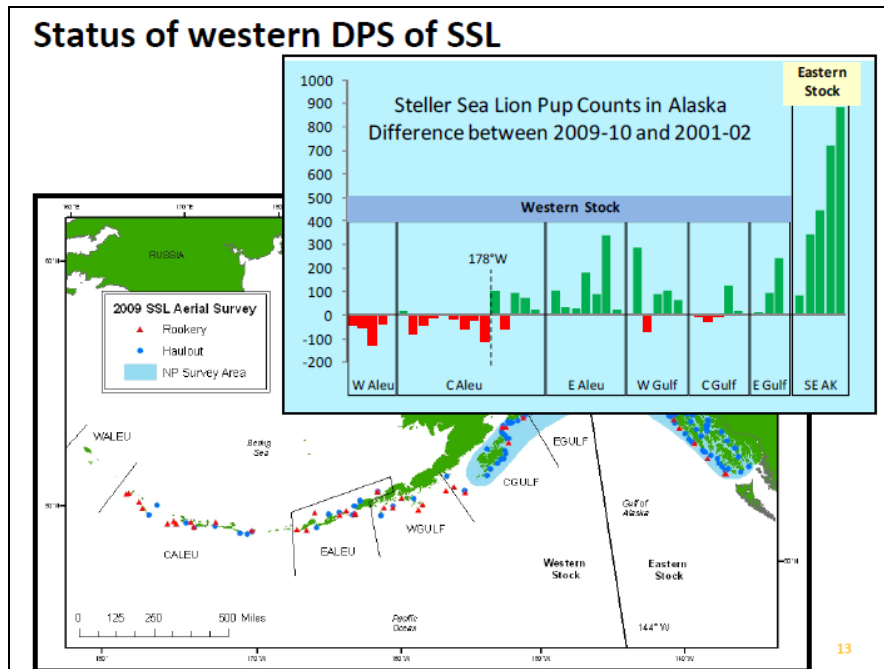 Status of western DPS of SSL
1000
900
800
700
600
500
400
300
200
100
0
-100
-200
Steller Sea Lion Pup Counts in Alaska
Difference between 2009-10 and 2001-02
Eastern
Stock
Western Stock
178°W
W Aleu
C Aleu
E Aleu
W Gulf
C Gulf
E Gulf
SE AK
170°W
RUSSIA
2009 SSL Aerial Survey
Rookery
Haulout
NP Survey Area
WALEU
Bering
Sea
CALEU
EALEU
WGULF
CGULF
EGULF
Gulf of
Alaska
Western
Stock
Eastern
Stock
0 125 250 500 Miles
Pacific
Ocean
144° W
13